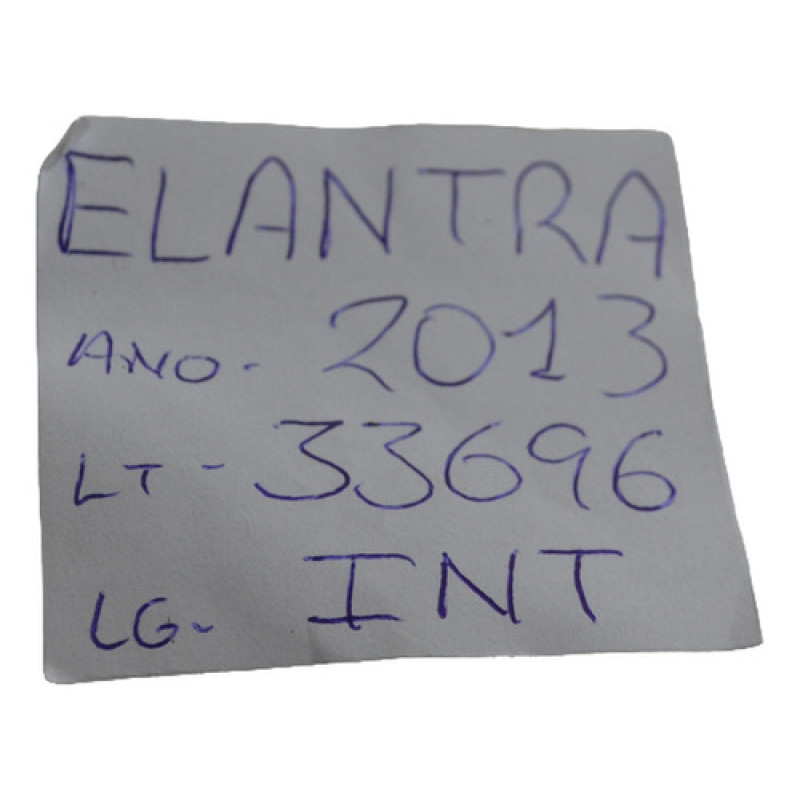 ELANTRA
ANO- 2013
LT- 33696
LG- INT